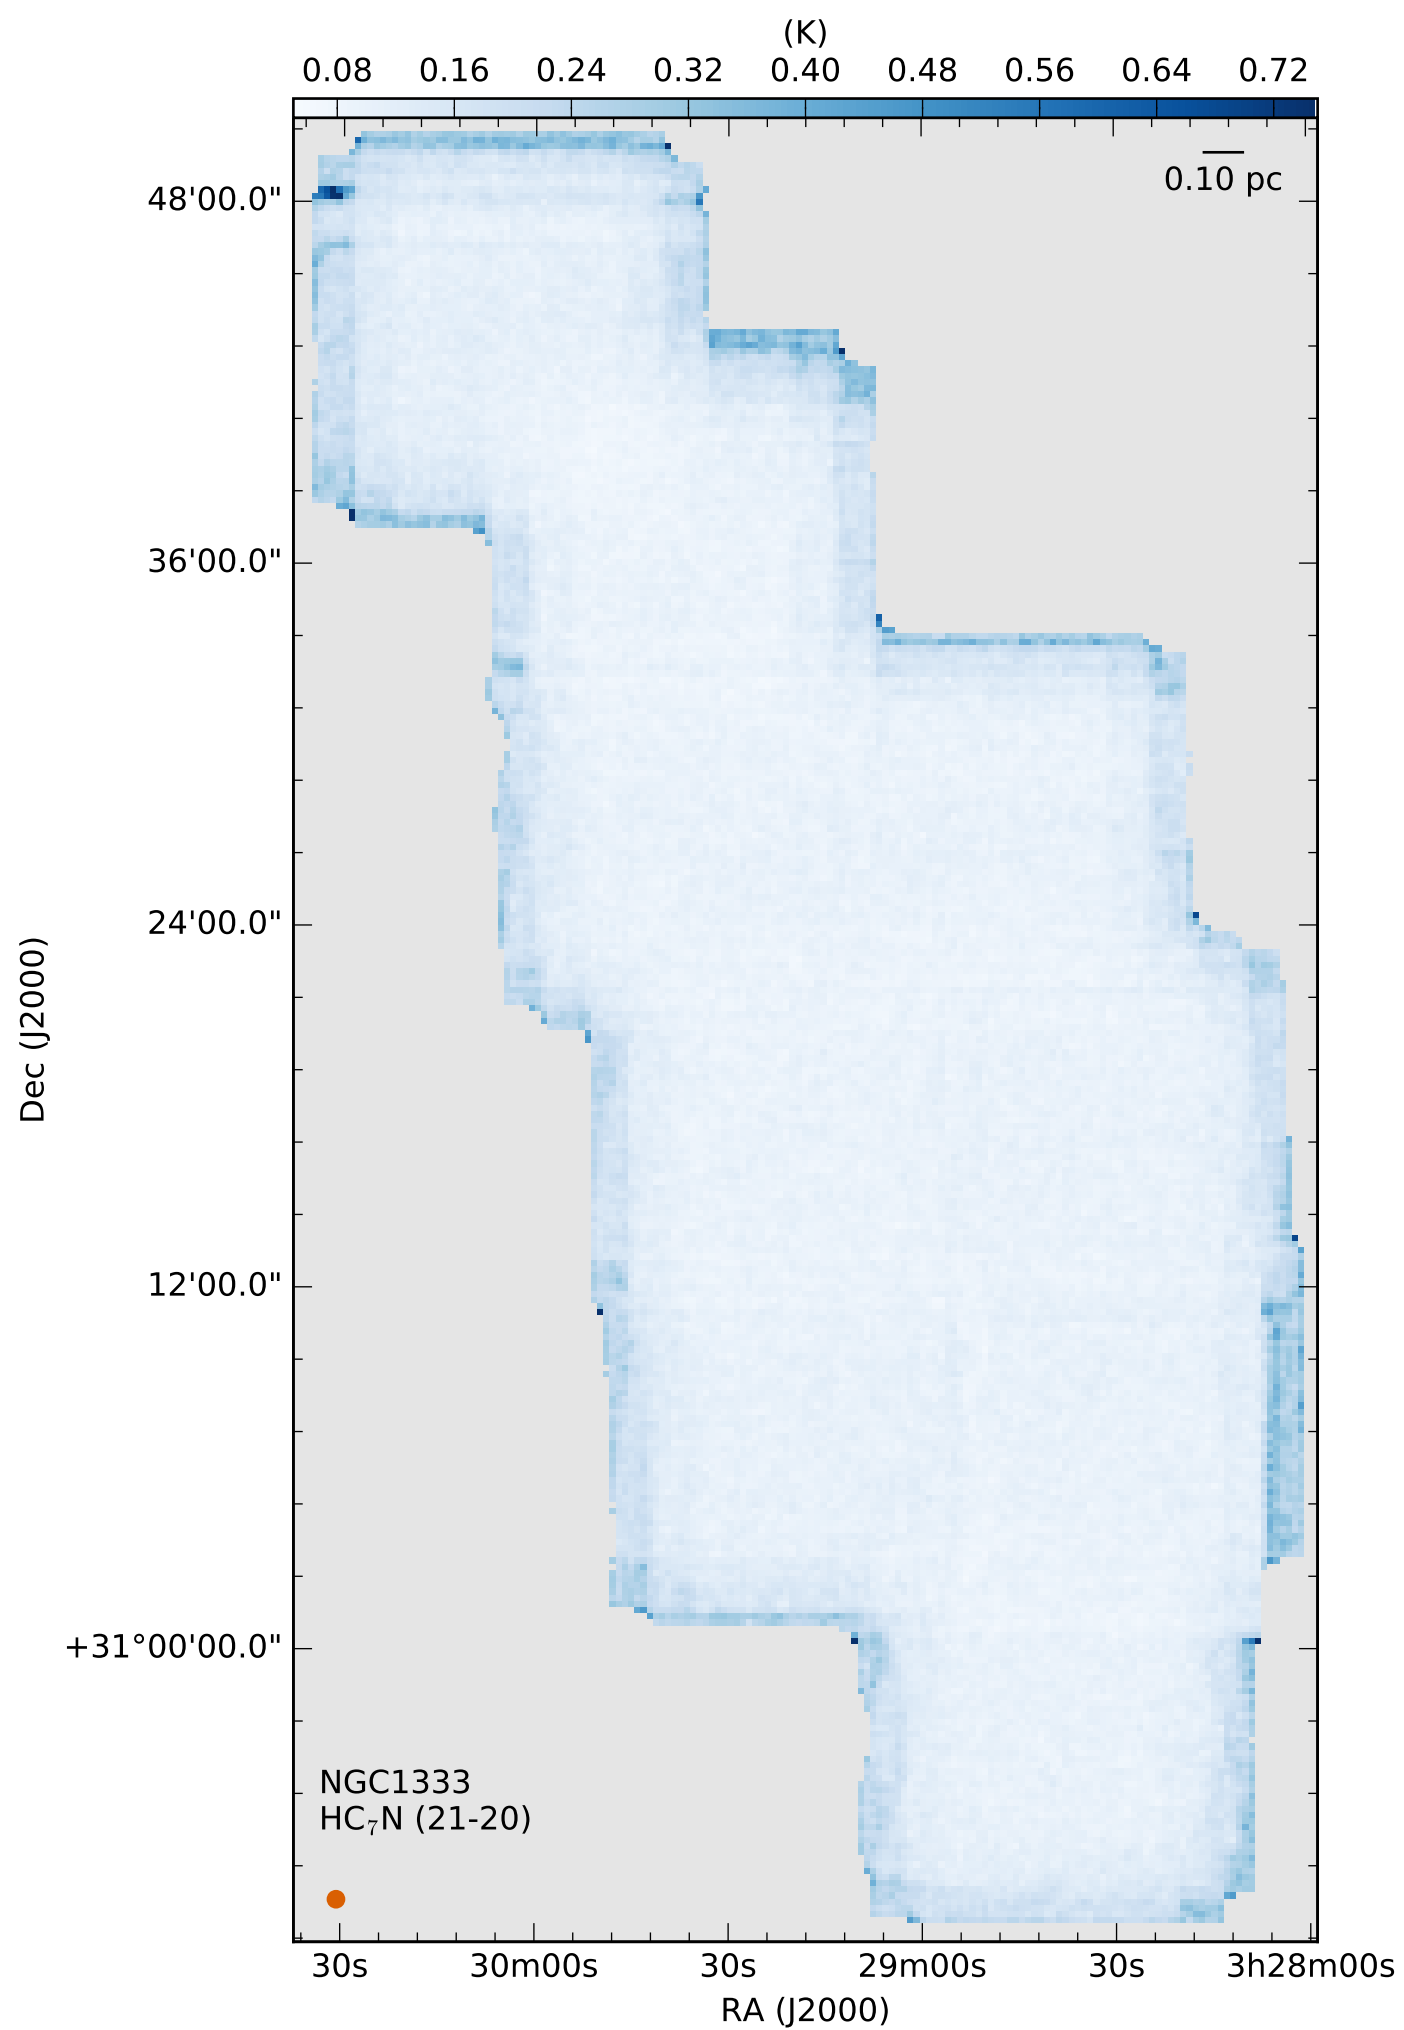 (K)
0.08 0.16 0.24 0.32 0.40 0.48 0.56 0.64 0.72
0.10 pc
48'00.0"
36'00.0"
24'00.0"
12'00.0"
+31°00'00.0"
Dec (J2000)
NGC1333
HC₇N (21-20)
30s 30m00s 30s 29m00s 30s 3h28m00s
RA (J2000)